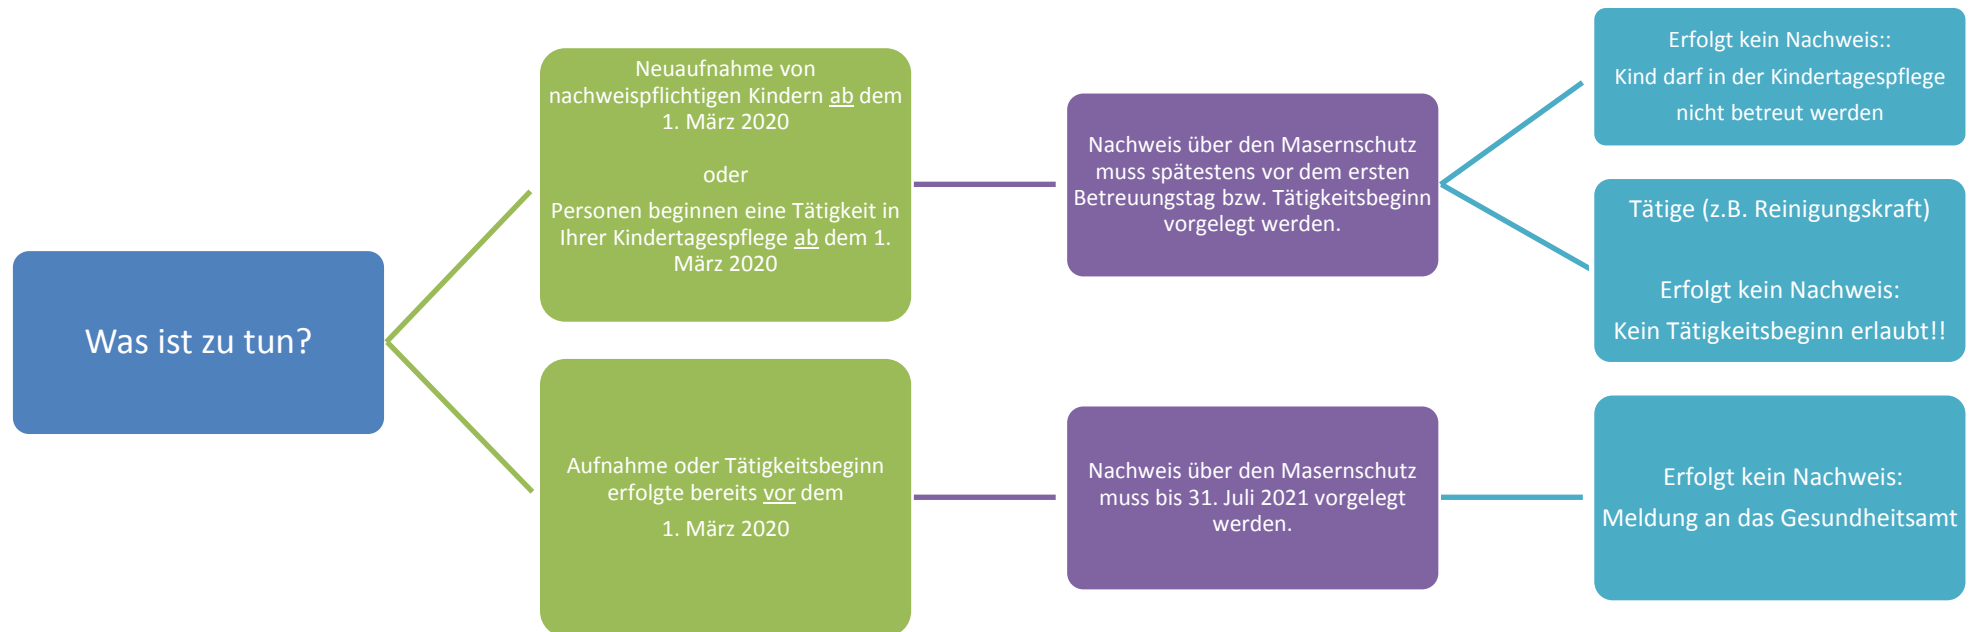 Was ist zu tun?
Neuaufnahme von
nachweispflichtigen Kindern ab dem
1. März 2020
oder
Personen beginnen eine Tätigkeit in
Ihrer Kindertagespflege ab dem 1.
März 2020
Nachweis über den Masernschutz
muss spätestens vor dem ersten
Betreuungstag bzw. Tätigkeitsbeginn
vorgelegt werden.
Erfolgt kein Nachweis::
Kind darf in der Kindertagespflege
nicht betreut werden
Tätige (z.B. Reinigungskraft)
Erfolgt kein Nachweis:
Kein Tätigkeitsbeginn erlaubt!!
Aufnahme oder Tätigkeitsbeginn
erfolgte bereits vor dem
1. März 2020
Nachweis über den Masernschutz
muss bis 31. Juli 2021 vorgelegt
werden.
Erfolgt kein Nachweis:
Meldung an das Gesundheitsamt